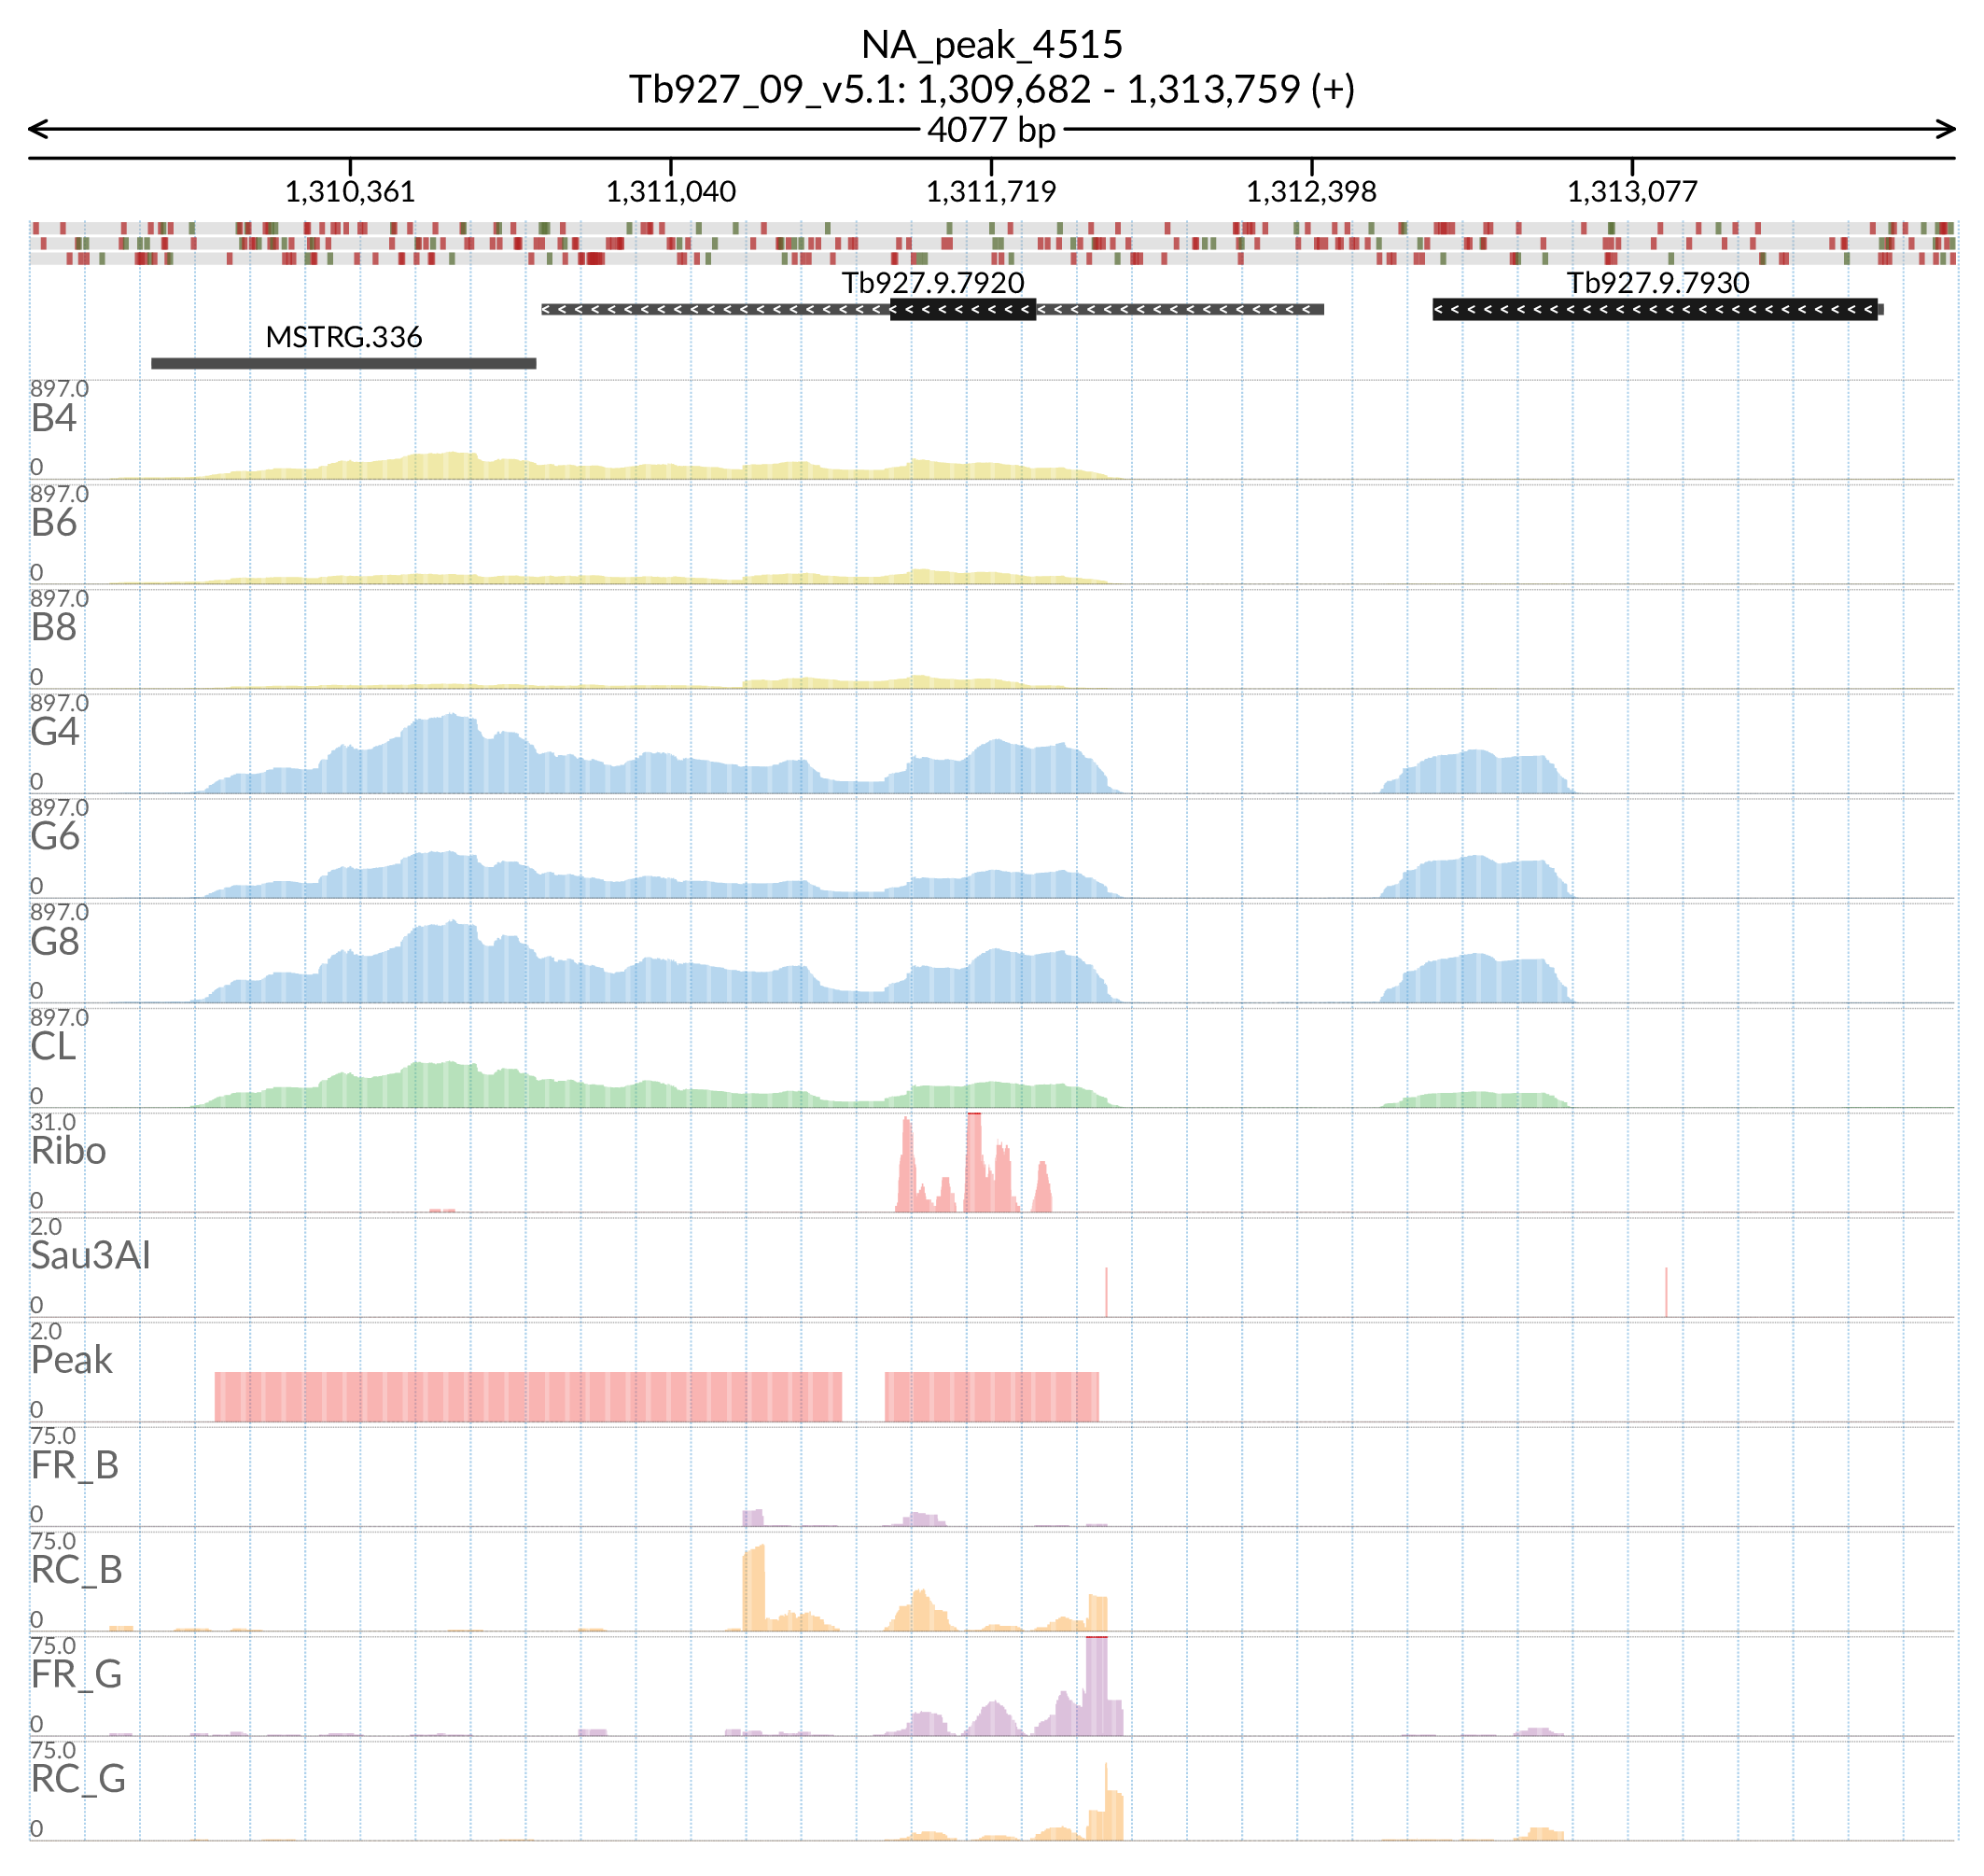 NA_peak_4515
Tb927_09_v5.1: 1,309,682 - 1,313,759 (+)
4077 bp
1,310,361 1,311,040 1,311,719 1,312,398 1,313,077
Tb927.9.7920 Tb927.9.7930
MSTRG.336
897.0
B4
0
897.0
B6
0
897.0
B8
0
897.0
G4
0
897.0
G6
0
897.0
G8
0
897.0
CL
0
31.0
Ribo
0
2.0
Sau3AI
0
2.0
Peak
0
75.0
FR_B
0
75.0
RC_B
0
75.0
FR_G
0
75.0
RC_G
0